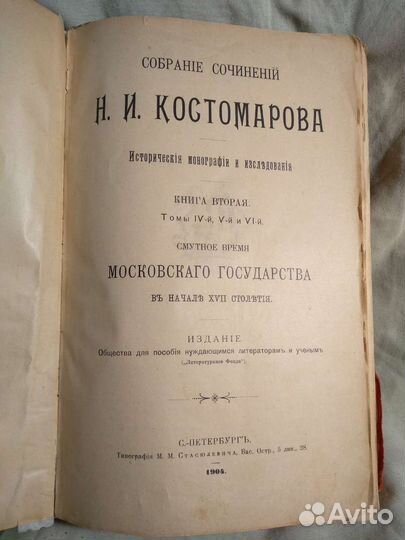 СОБРАНІЕ СОЧИНЕНІЙ
Н. И. КОСТОМАРОВА
Историческія монографіи и изслѣдованія
КНИГА ВТОРАЯ.
Томы IV-й, V-й и VI-й.
СМУТНОЕ ВРЕМЯ
МОСКОВСКАГО ГОСУДАРСТВА
ВЪ НАЧАЛѢ XVII СТОЛѢТІЯ.
ИЗДАНІЕ
Общества для пособія нуждающимся литераторамъ и ученымъ
(„Литературнаго Фонда“).
С.-ПЕТЕРБУРГЪ.
Типографія М. М. Стасюлевича, Вас. Остр., 5 лин., 28.
1904.
Avito